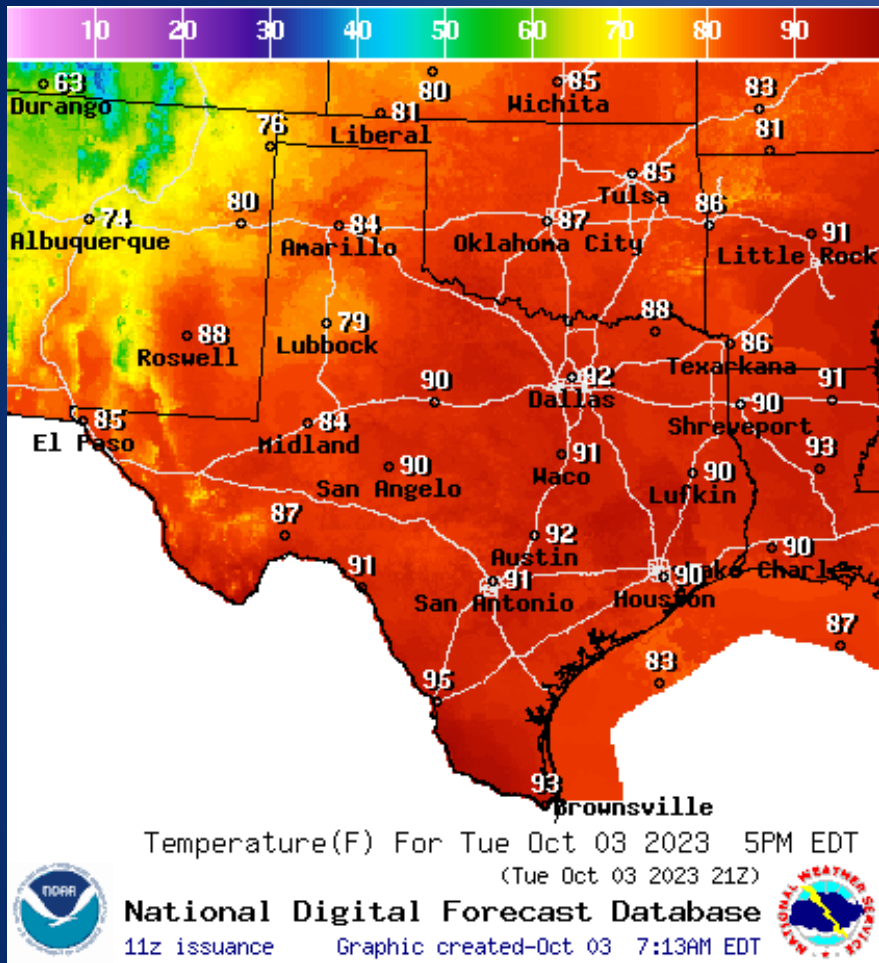 10 20 30 40 50 60 70 80 90
63 80 85 83
Durango Wichita
76 81 81
Liberal
85
Tulsa
74 80 84 87 86 91
Albuquerque Amarillo Oklahoma City Little Rock
88 79 88 86
Roswell Lubbock Texarkana
90 92 90 91
Dallas Shreveport
85 84 93
El Paso Midland
90 91 90
San Angelo Waco Lufkin
87 92 90
Austin Lake Charles
91 91 90
San Antonio Houston
87
83
95
93
Brownsville
Temperature(F) For Tue Oct 03 2023 5PM EDT
(Tue Oct 03 2023 21Z)
NOAA
National Digital Forecast Database
11z issuance Graphic created-Oct 03 7:13AM EDT
NATIONAL WEATHER SERVICE